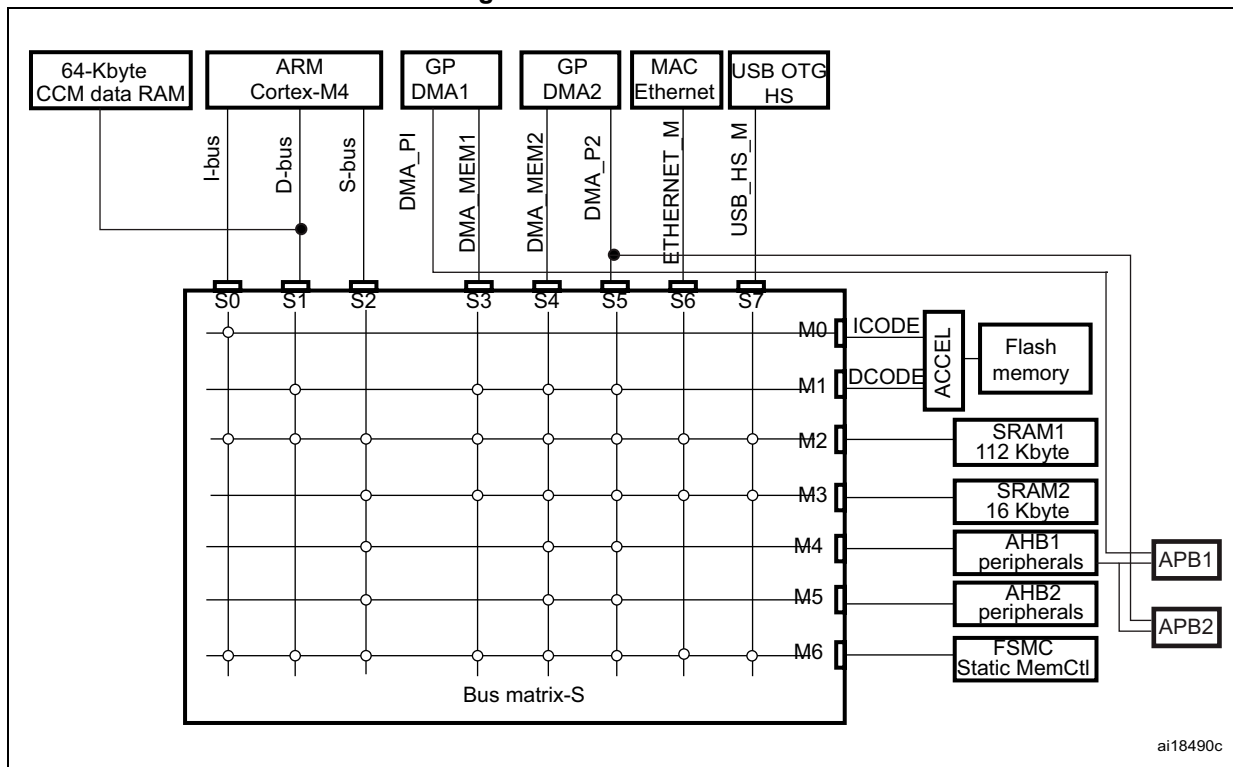 64-Kbyte
CCM data RAM
ARM
Cortex-M4
GP
DMA1
GP
DMA2
MAC
Ethernet
USB OTG
HS
I-bus
D-bus
S-bus
DMA_PI
DMA_MEM1
DMA_MEM2
DMA_P2
ETHERNET_M
USB_HS_M
S0
S1
S2
S3
S4
S5
S6
S7
M0
ICODE
ACCEL
Flash
memory
M1
DCODE
M2
SRAM1
112 Kbyte
M3
SRAM2
16 Kbyte
M4
AHB1
peripherals
APB1
M5
AHB2
peripherals
APB2
M6
FSMC
Static MemCtl
Bus matrix-S
ai18490c